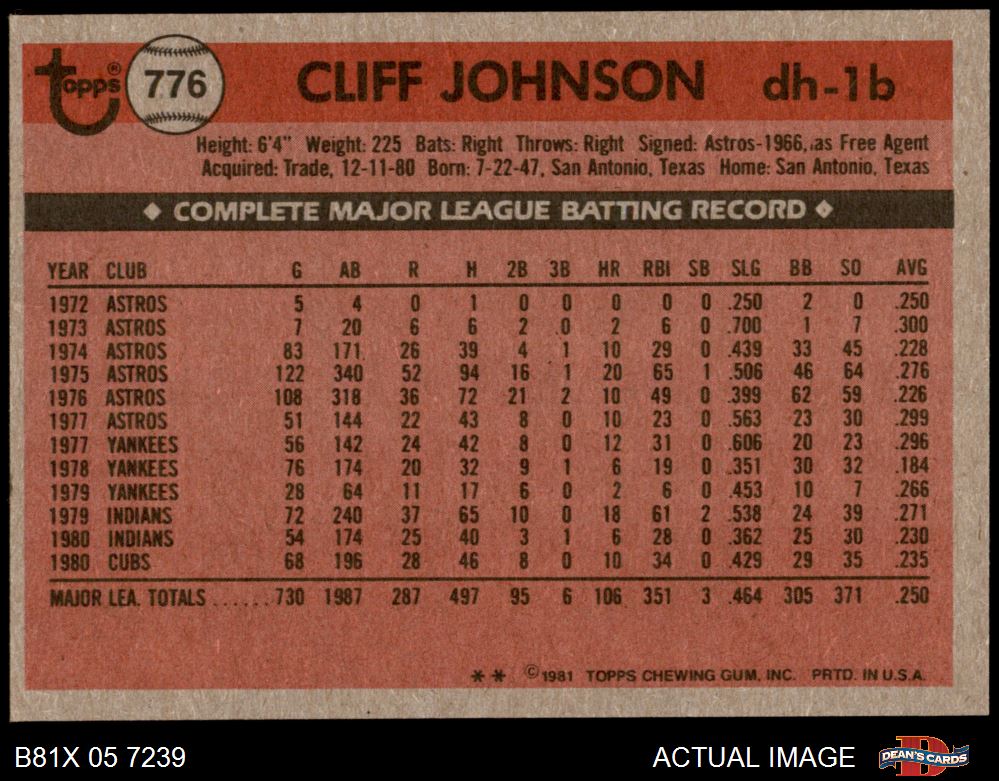 Topps® 776 CLIFF JOHNSON dh-1b
Height: 6'4" Weight: 225 Bats: Right Throws: Right Signed: Astros-1966, as Free Agent
Acquired: Trade, 12-11-80 Born: 7-22-47, San Antonio, Texas Home: San Antonio, Texas
◆ COMPLETE MAJOR LEAGUE BATTING RECORD ◆
YEAR CLUB G AB R H 2B 3B HR RBI SB SLG BB SO AVG
1972 ASTROS 5 4 0 1 0 0 0 0 0 .250 2 0 .250
1973 ASTROS 7 20 6 6 2 0 2 6 0 .700 1 7 .300
1974 ASTROS 83 171 26 39 4 1 10 29 0 .439 33 45 .228
1975 ASTROS 122 340 52 94 16 1 20 65 1 .506 46 64 .276
1976 ASTROS 108 318 36 72 21 2 10 49 0 .399 62 59 .226
1977 ASTROS 51 144 22 43 8 0 10 23 0 .563 23 30 .299
1977 YANKEES 56 142 24 42 8 0 12 31 0 .606 20 23 .296
1978 YANKEES 76 174 20 32 9 1 6 19 0 .351 30 32 .184
1979 YANKEES 28 64 11 17 6 0 2 6 0 .453 10 7 .266
1979 INDIANS 72 240 37 65 10 0 18 61 2 .538 24 39 .271
1980 INDIANS 54 174 25 40 3 1 6 28 0 .362 25 30 .230
1980 CUBS 68 196 28 46 8 0 10 34 0 .429 29 35 .235
MAJOR LEA. TOTALS ...... 730 1987 287 497 95 6 106 351 3 .464 305 371 .250
** © 1981 TOPPS CHEWING GUM, INC. PRTD. IN U.S.A.
B81X 05 7239 ACTUAL IMAGE DEAN'S CARDS